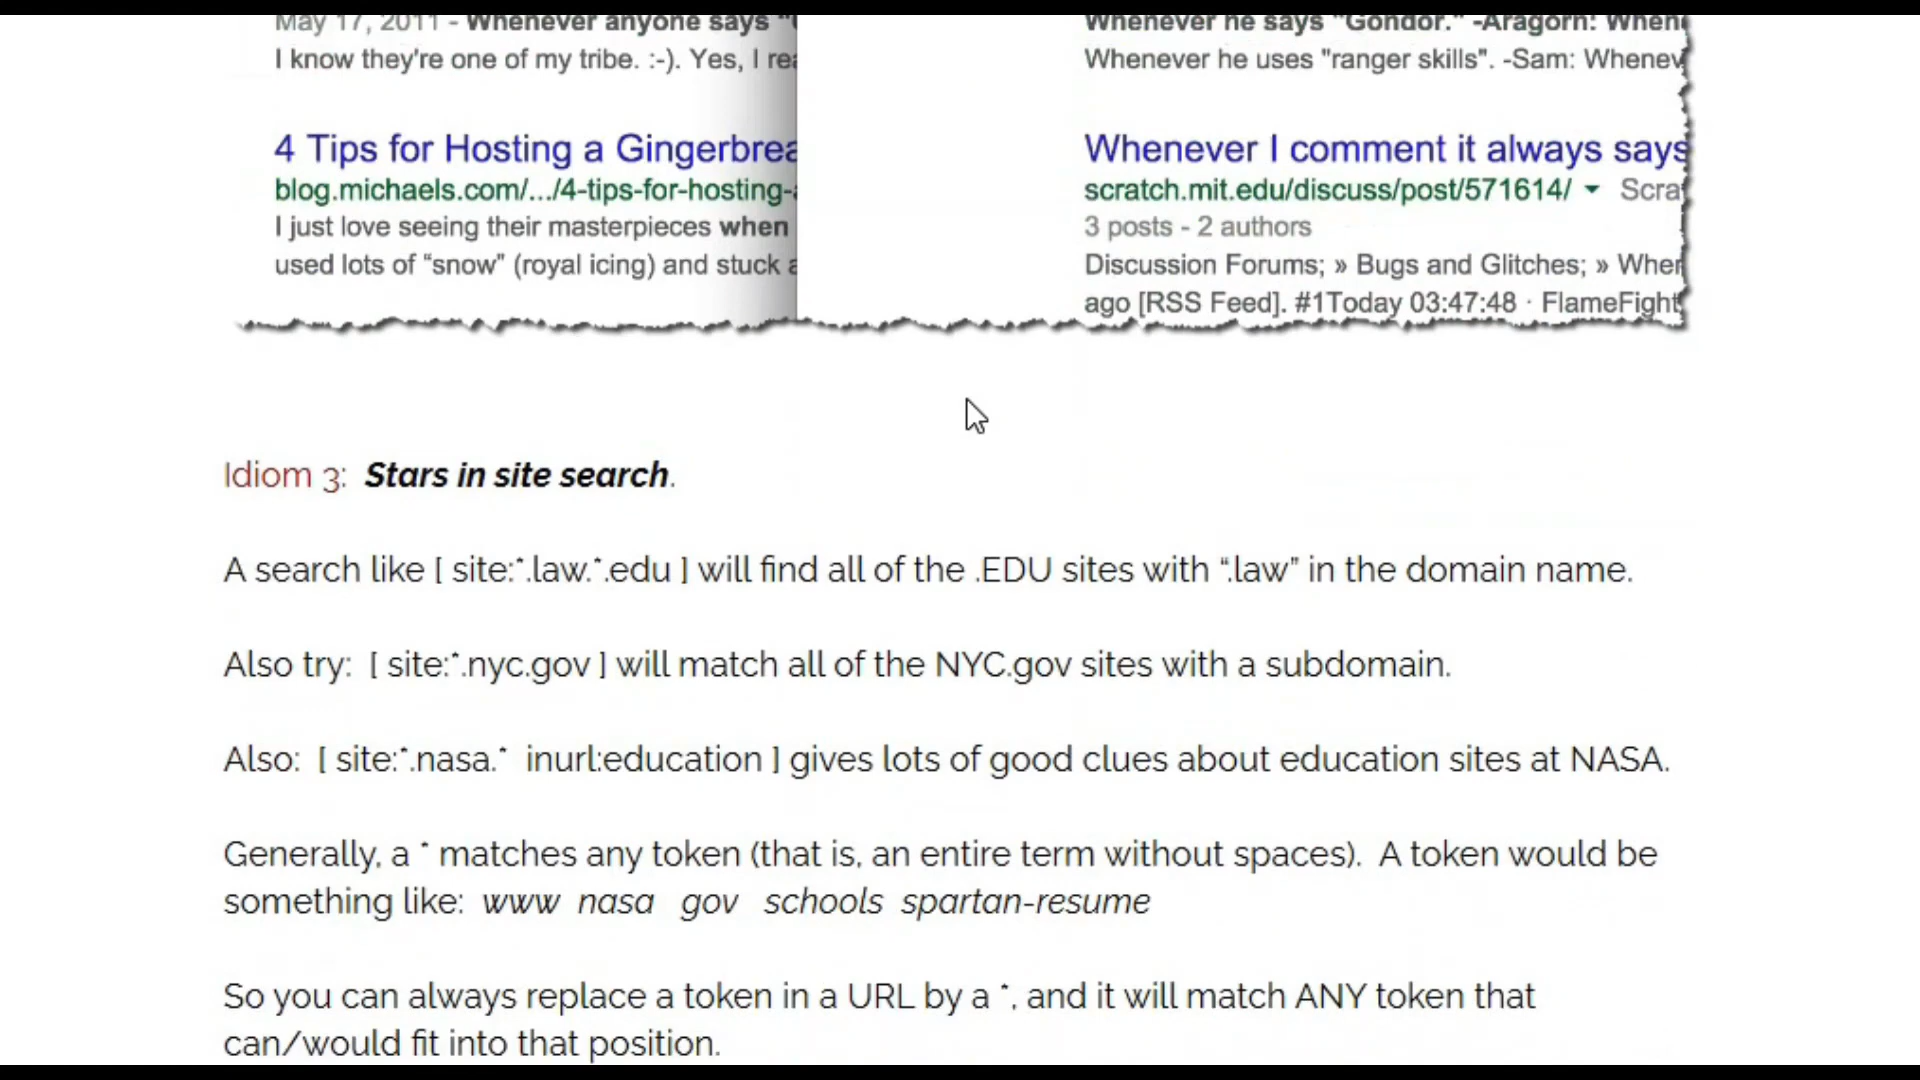 May 17, 2011 - Whenever anyone says "
I know they're one of my tribe. :-). Yes, I
4 Tips for Hosting a
blog.michaels.com/.../4-tips-for-hosting-
I just love seeing their masterpieces when
used lots of “snow” (royal icing) and stuck
Whenever he says "Gondor." -Aragorn:
Whenever he uses "ranger skills". -Sam:
Whenever I comment it always says
scratch.mit.edu/discuss/post/571614/
3 posts - 2 authors
Discussion Forums; » Bugs and Glitches; »
ago [RSS Feed]. #1Today 03:47:48 ·
Idiom 3: Stars in site search.
A search like [ site:*.law.*.edu ] will find all of the .EDU sites with “.law” in the domain name.
Also try: [ site:*.nyc.gov ] will match all of the NYC.gov sites with a subdomain.
Also: [ site:*.nasa.* inurl:education ] gives lots of good clues about education sites at NASA.
Generally, a * matches any token (that is, an entire term without spaces). A token would be
something like: www nasa gov schools spartan-resume
So you can always replace a token in a URL by a *, and it will match ANY token that
can/would fit into that position.